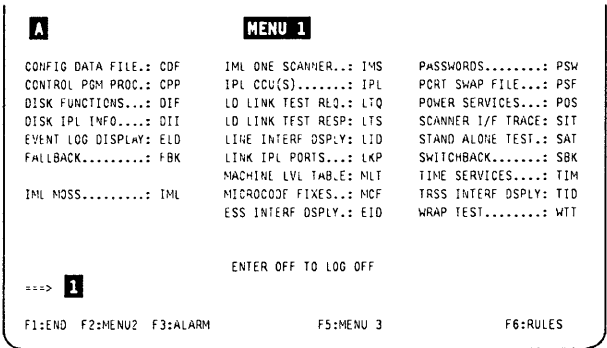 A MENU 1
CONFIG DATA FILE.: CDF IML ONE SCANNER..: IMS PASSWORDS........: PSW
CONTROL PGM PROC.: CPP IPL CCU(S).......: IPL PORT SWAP FILE...: PSF
DISK FUNCTIONS...: DIF LD LINK TEST REQ.: LTQ POWER SERVICES...: POS
DISK IPL INFO....: DII LD LINK TEST RESP: LTS SCANNER I/F TRACE: SIT
EVENT LOG DISPLAY: ELD LINE INTERF DSPLY: LID STAND ALONE TEST.: SAT
FALLBACK.........: FBK LINK IPL PORTS...: LKP SWITCHBACK.......: SBK
MACHINE LVL TABLE: MLT TIME SERVICES....: TIM
IML MOSS.........: IML MICROCODE FIXES..: MCF TRSS INTERF DSPLY: TID
ESS INTERF DSPLY.: EID WRAP TEST........: WTT
ENTER OFF TO LOG OFF
===> 1
F1:END F2:MENU2 F3:ALARM F5:MENU 3 F6:RULES